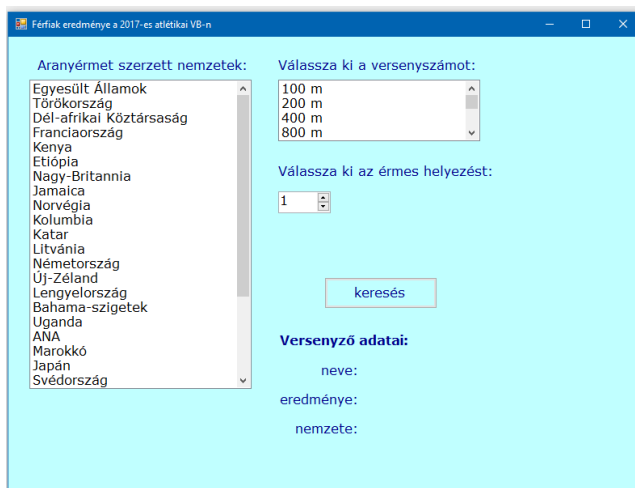 Férfiak eredménye a 2017-es atlétikai VB-n
Aranyérmet szerzett nemzetek:
Egyesült Államok
Törökország
Dél-afrikai Köztársaság
Franciaország
Kenya
Etiópia
Nagy-Britannia
Jamaica
Norvégia
Kolumbia
Katar
Litvánia
Németország
Új-Zéland
Lengyelország
Bahama-szigetek
Uganda
ANA
Marokkó
Japán
Svédország
Válassza ki a versenyszámot:
100 m
200 m
400 m
800 m
Válassza ki az érmes helyezést:
1
keresés
Versenyző adatai:
neve:
eredménye:
nemzete: